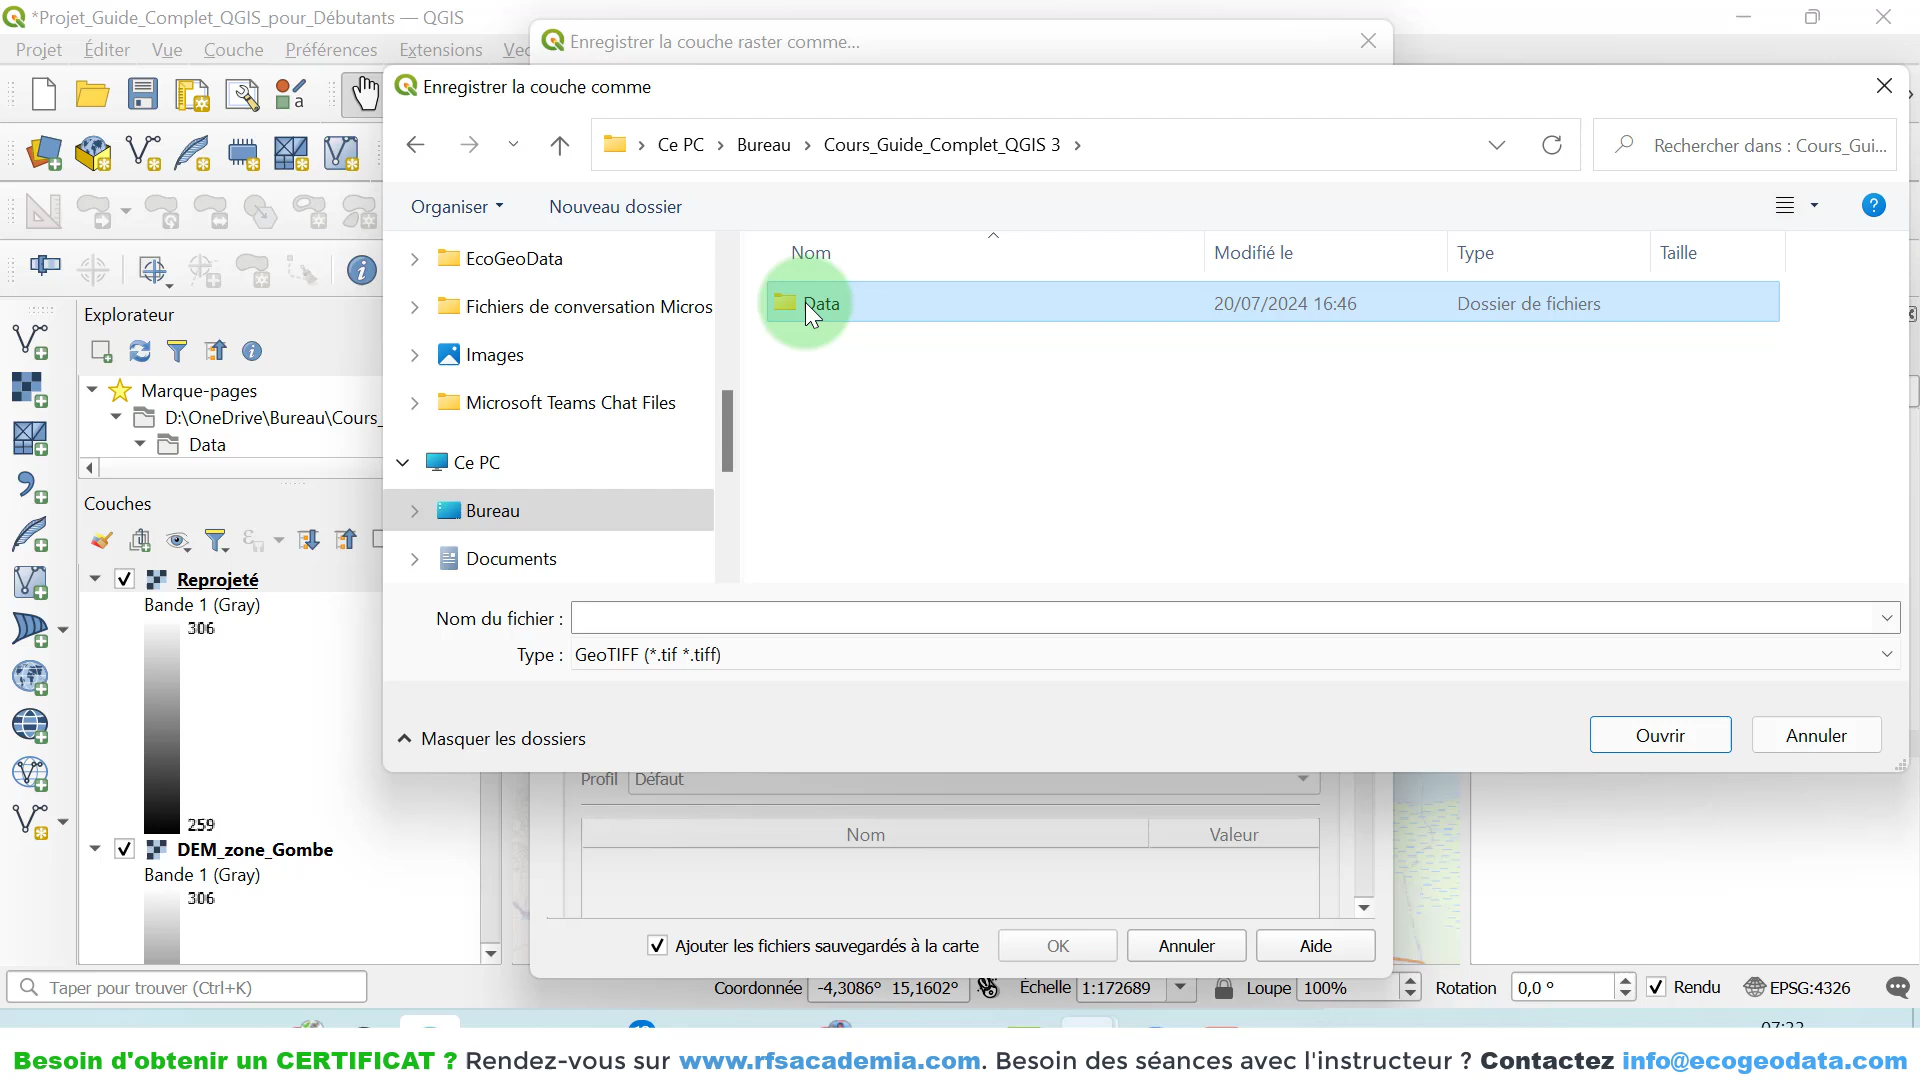 *Projet_Guide_Complet_QGIS_pour_Débutants — QGIS
Projet Éditer Vue Couche Préférences Extensions
Enregistrer la couche raster comme...
Enregistrer la couche comme
Ce PC > Bureau > Cours_Guide_Complet_QGIS 3 >
Rechercher dans : Cours_Gui...
Organiser
Nouveau dossier
Nom
Modifié le
Type
Taille
Data
20/07/2024 16:46
Dossier de fichiers
EcoGeoData
Fichiers de conversation Micros
Images
Microsoft Teams Chat Files
Ce PC
Bureau
Documents
Nom du fichier :
Type : GeoTIFF (*.tif *.tiff)
Masquer les dossiers
Ouvrir
Annuler
Explorateur
Marque-pages
D:\OneDrive\Bureau\Cours_
Data
Couches
Reprojeté
Bande 1 (Gray)
306
259
DEM_zone_Gombe
Bande 1 (Gray)
306
Profil Défaut
Nom
Valeur
Ajouter les fichiers sauvegardés à la carte
OK
Annuler
Aide
Taper pour trouver (Ctrl+K)
Coordonnée -4,3086° 15,1602°
Échelle 1:172689
Loupe 100%
Rotation 0,0 °
Rendu
EPSG:4326
Besoin d'obtenir un CERTIFICAT ? Rendez-vous sur www.rfsacademia.com. Besoin des séances avec l'instructeur ? Contactez info@ecogeodata.com